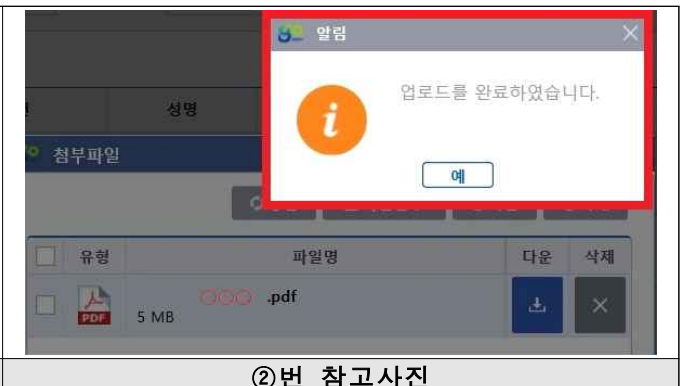 알림
업로드를 완료하였습니다.
예
성명
첨부파일
유형 파일명 다운 삭제
PDF 5 MB ○○○ .pdf
②번 참고사진